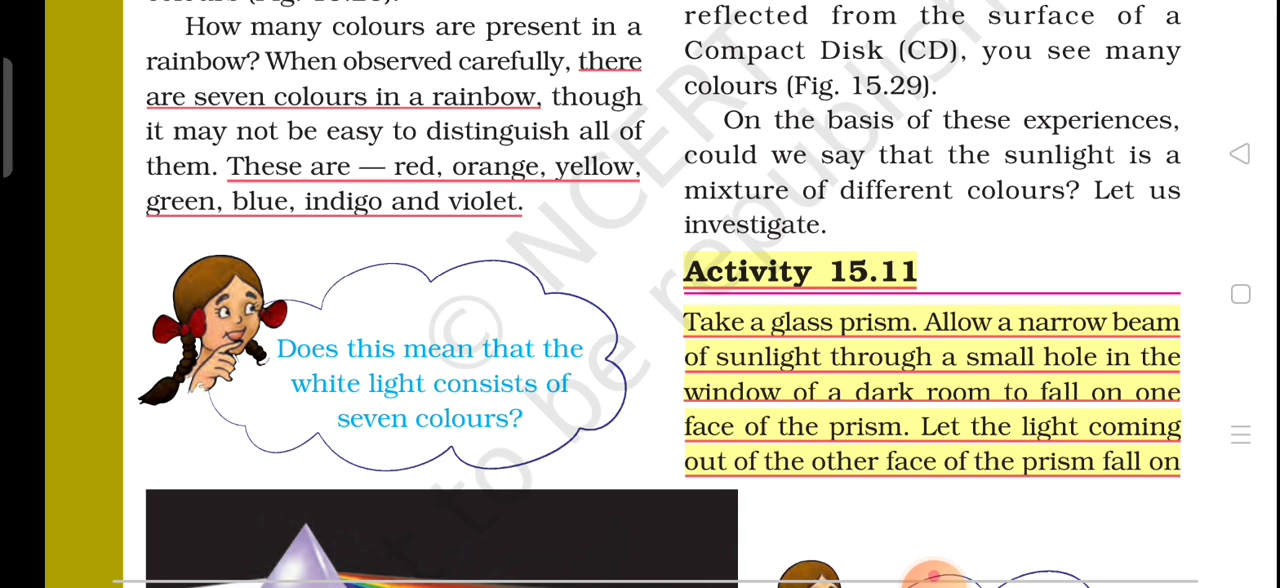 How many colours are present in a
rainbow? When observed carefully, there
are seven colours in a rainbow, though
it may not be easy to distinguish all of
them. These are — red, orange, yellow,
green, blue, indigo and violet.
Does this mean that the
white light consists of
seven colours?
reflected from the surface of a
Compact Disk (CD), you see many
colours (Fig. 15.29).
On the basis of these experiences,
could we say that the sunlight is a
mixture of different colours? Let us
investigate.
Activity 15.11
Take a glass prism. Allow a narrow beam
of sunlight through a small hole in the
window of a dark room to fall on one
face of the prism. Let the light coming
out of the other face of the prism fall on
© NCERT
to be republish